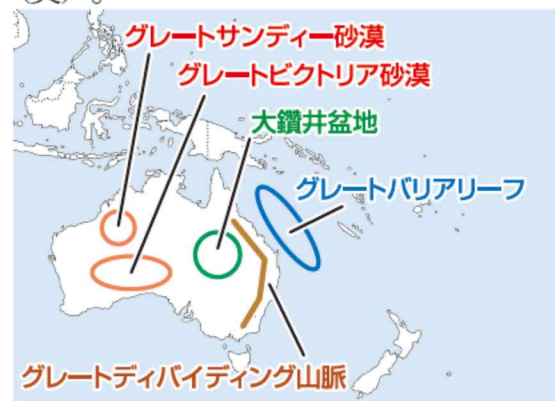 グレートサンディー砂漠
グレートビクトリア砂漠
大鑽井盆地
グレートバリアリーフ
グレートディバイディング山脈